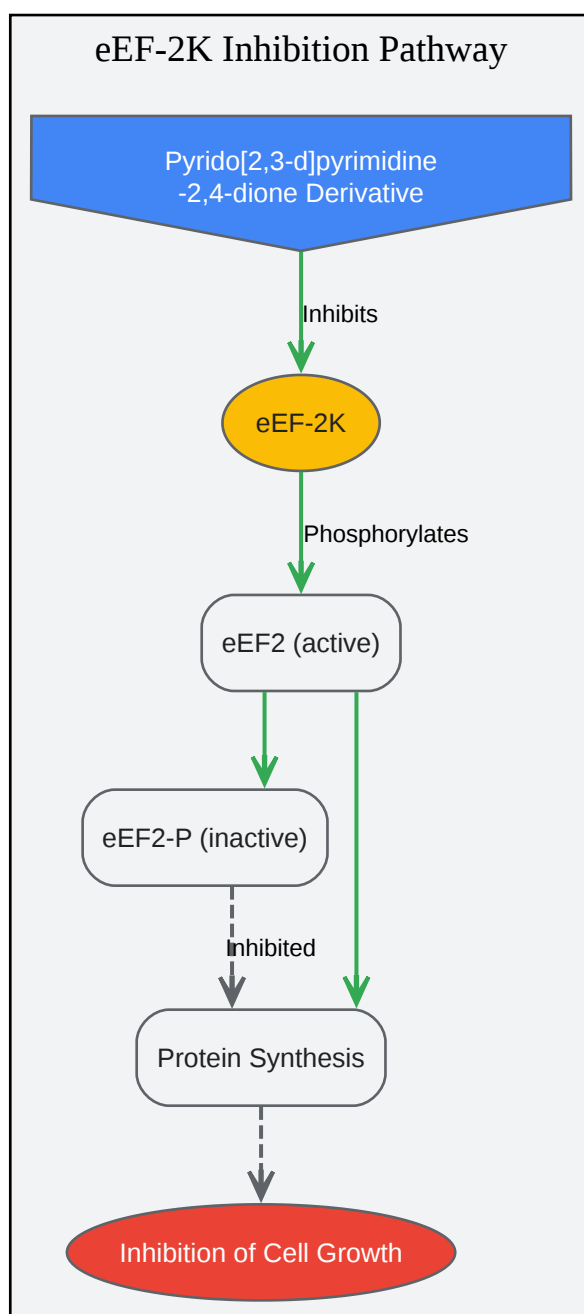 eEF-2K Inhibition Pathway
Pyrido[2,3-d]pyrimidine
-2,4-dione Derivative
Inhibits
eEF-2K
Phosphorylates
eEF2 (active)
eEF2-P (inactive)
Inhibited
Protein Synthesis
Inhibition of Cell Growth